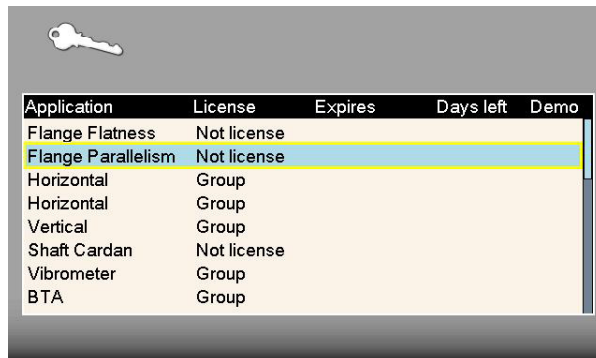 Application License Expires Days left Demo
Flange Flatness Not license
Flange Parallelism Not license
Horizontal Group
Horizontal Group
Vertical Group
Shaft Cardan Not license
Vibrometer Group
BTA Group